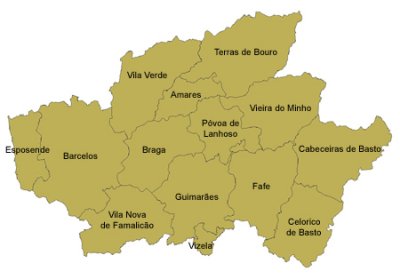 Terras de Bouro
Vila Verde
Amares
Vieira do Minho
Póvoa de
Lanhoso
Esposende
Barcelos
Braga
Cabeceiras de Basto
Guimarães
Fafe
Vila Nova
de Famalicão
Celorico
de Basto
Vizela